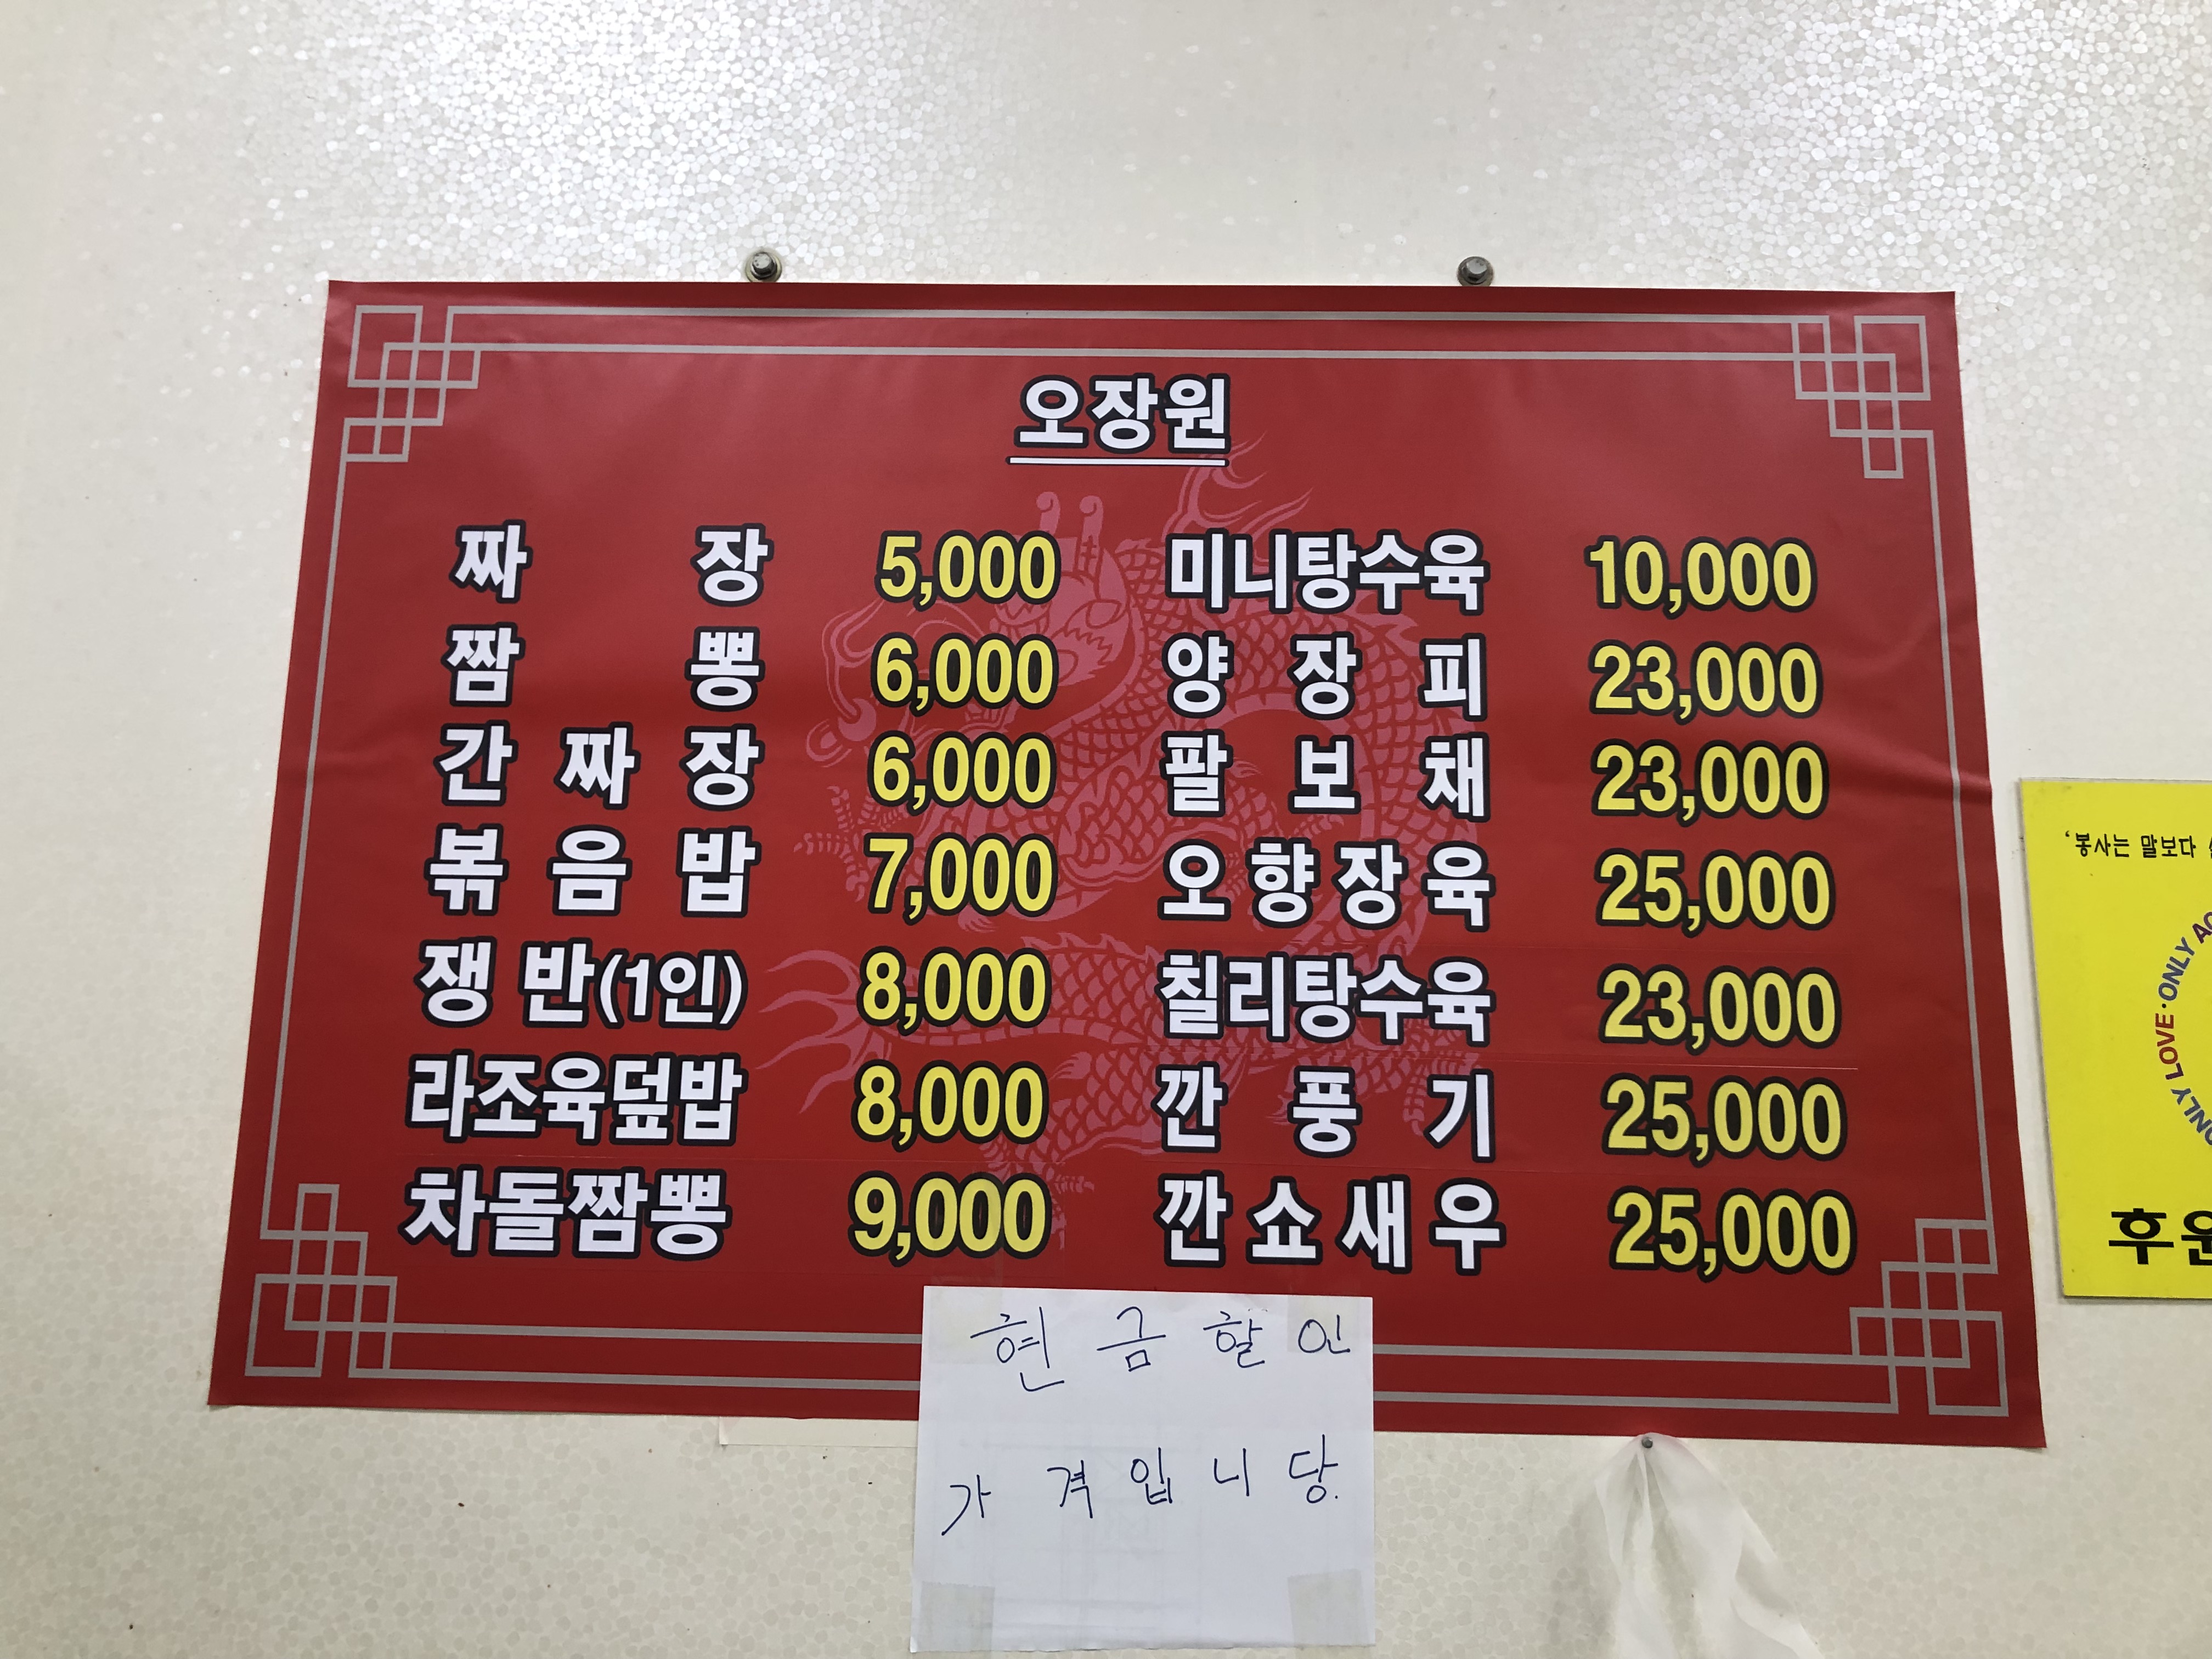 오장원
짜장 5,000
짬뽕 6,000
간짜장 6,000
볶음밥 7,000
쟁반(1인) 8,000
라조육덮밥 8,000
차돌짬뽕 9,000
미니탕수육 10,000
양장피 23,000
팔보채 23,000
오향장육 25,000
칠리탕수육 23,000
깐풍기 25,000
깐쇼새우 25,000
현금할인
가격입니당.
‘봉사는 말보다
ONLY LOVE·ONLY
후원